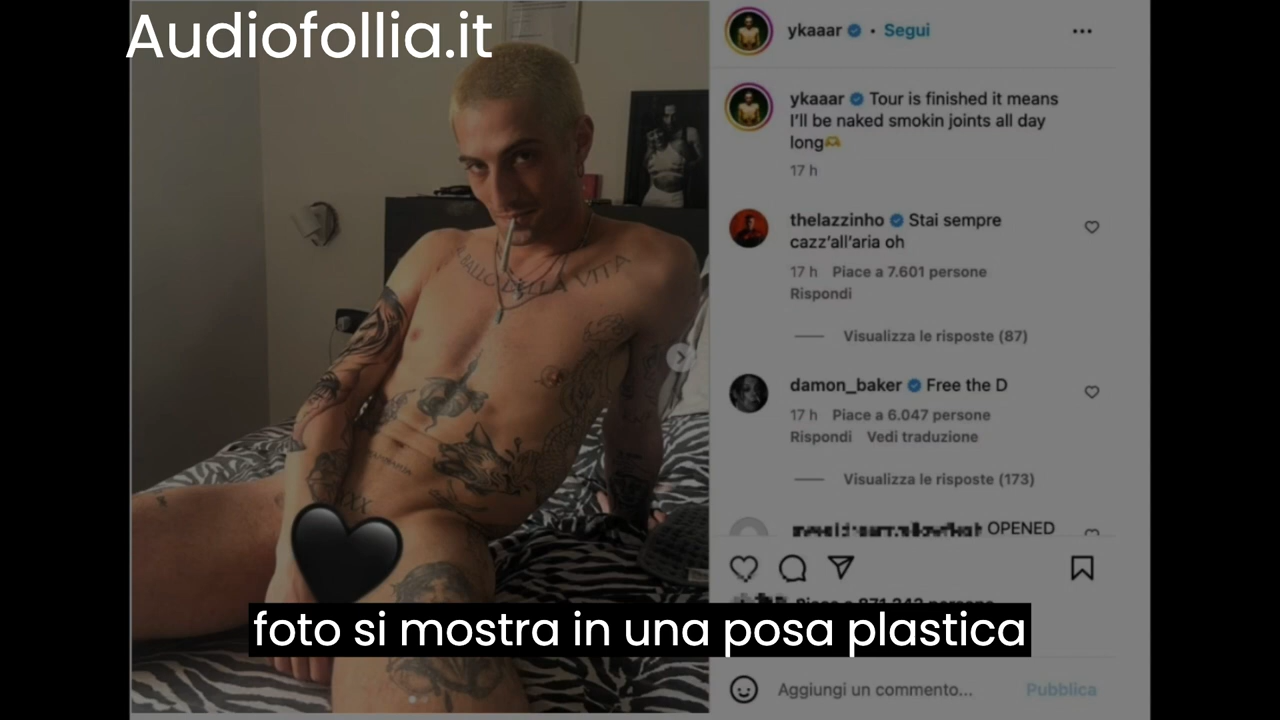 Audiofollia.it
ykaaar • Segui
ykaaar Tour is finished it means
I'll be naked smokin joints all day
long
17 h
thelazzinho Stai sempre
cazz'all'aria oh
17 h Piace a 7.601 persone
Rispondi
Visualizza le risposte (87)
damon_baker Free the D
17 h Piace a 6.047 persone
Rispondi Vedi traduzione
Visualizza le risposte (173)
OPENED
BALLO DELLA VITA
foto si mostra in una posa plastica
Aggiungi un commento...
Pubblica